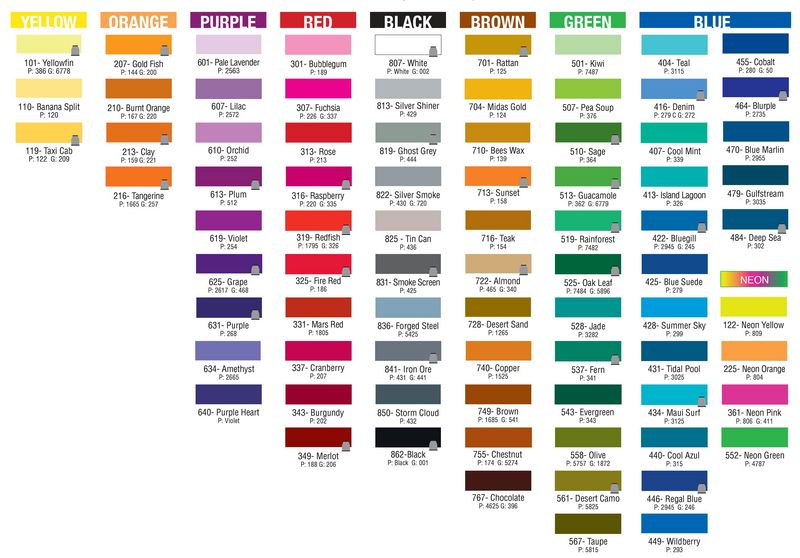 YELLOW
101- Yellowfin
P: 386 G: 6778
110- Banana Split
P: 120
119- Taxi Cab
P: 122 G: 209
ORANGE
207- Gold Fish
P: 144 G: 200
210- Burnt Orange
P: 167 G: 220
213- Clay
P: 159 G: 221
216- Tangerine
P: 1665 G: 257
PURPLE
601- Pale Lavender
P: 2563
607- Lilac
P: 2572
610- Orchid
P: 252
613- Plum
P: 512
619- Violet
P: 254
625- Grape
P: 2617 G: 468
631- Purple
P: 268
634- Amethyst
P: 2665
640- Purple Heart
P: Violet
RED
301- Bubblegum
P: 189
307- Fuchsia
P: 226 G: 337
313- Rose
P: 213
316- Raspberry
P: 220 G: 335
319- Redfish
P: 1795 G: 326
325- Fire Red
P: 186
331- Mars Red
P: 1805
337- Cranberry
P: 207
343- Burgundy
P: 202
349- Merlot
P: 188 G: 206
BLACK
807- White
P: White G: 002
813- Silver Shiner
P: 429
819- Ghost Grey
P: 444
822- Silver Smoke
P: 430 G: 720
825 - Tin Can
P: 436
831- Smoke Screen
P: 425
836- Forged Steel
P: 5425
841- Iron Ore
P: 431 G: 441
850- Storm Cloud
P: 432
862-Black
P: Black G: 001
BROWN
701- Rattan
P: 125
704- Midas Gold
P: 124
710- Bees Wax
P: 139
713- Sunset
P: 158
716- Teak
P: 154
722- Almond
P: 465 G: 340
728- Desert Sand
P: 1265
740- Copper
P: 1525
749- Brown
P: 1685 G: 541
755- Chestnut
P: 174 G: 5274
767- Chocolate
P: 4625 G: 396
GREEN
501- Kiwi
P: 7487
507- Pea Soup
P: 376
510- Sage
P: 364
513- Guacamole
P: 362 G: 6779
519- Rainforest
P: 7482
525- Oak Leaf
P: 7484 G: 5896
528- Jade
P: 3282
537- Fern
P: 341
543- Evergreen
P: 343
558- Olive
P: 5757 G: 1872
561- Desert Camo
P: 5825
567- Taupe
P: 5815
BLUE
404- Teal
P: 3115
416- Denim
P: 279 C G: 272
407- Cool Mint
P: 339
413- Island Lagoon
P: 326
422- Bluegill
P: 2945 G: 245
425- Blue Suede
P: 279
428- Summer Sky
P: 299
431- Tidal Pool
P: 3025
434- Maui Surf
P: 3125
440- Cool Azul
P: 315
446- Regal Blue
P: 2945 G: 246
449- Wildberry
P: 293
455- Cobalt
P: 280 G: 50
464- Blurple
P: 2735
470- Blue Marlin
P: 2955
479- Gulfstream
P: 3035
484- Deep Sea
P: 302
NEON
122- Neon Yellow
P: 809
225- Neon Orange
P: 804
361- Neon Pink
P: 806 G: 411
552- Neon Green
P: 4787